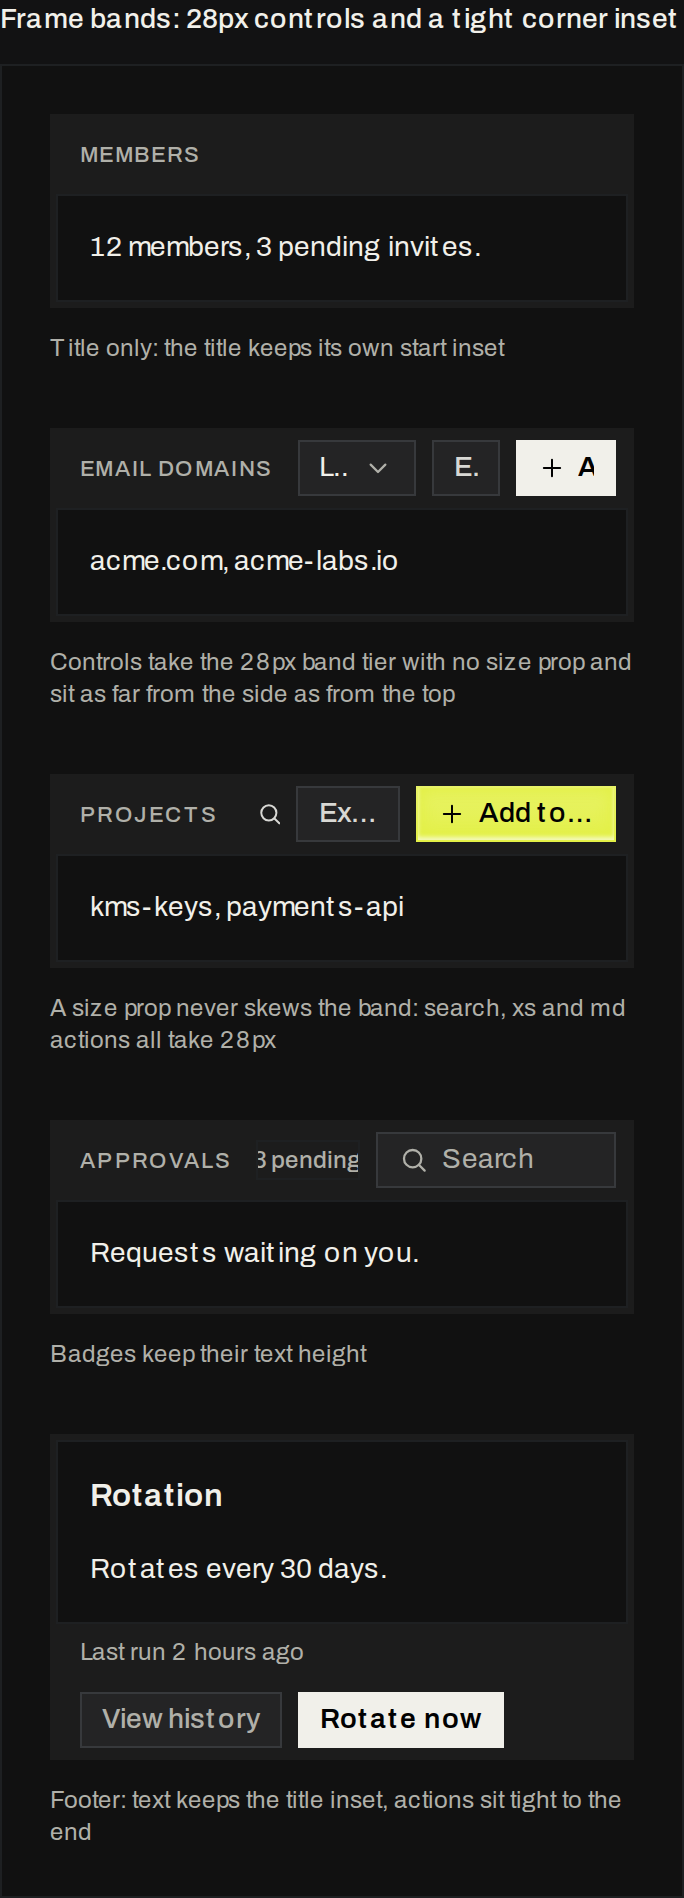 Frame bands: 28px controls and a tight corner inset
MEMBERS
12 members, 3 pending invites.
Title only: the title keeps its own start inset
EMAIL DOMAINS L.. E. + A
acme.com, acme-labs.io
Controls take the 28px band tier with no size prop and
sit as far from the side as from the top
PROJECTS Ex... + Add to...
kms-keys, payments-api
A size prop never skews the band: search, xs and md
actions all take 28px
APPROVALS 3 pending Search
Requests waiting on you.
Badges keep their text height
Rotation
Rotates every 30 days.
Last run 2 hours ago
View history Rotate now
Footer: text keeps the title inset, actions sit tight to the
end